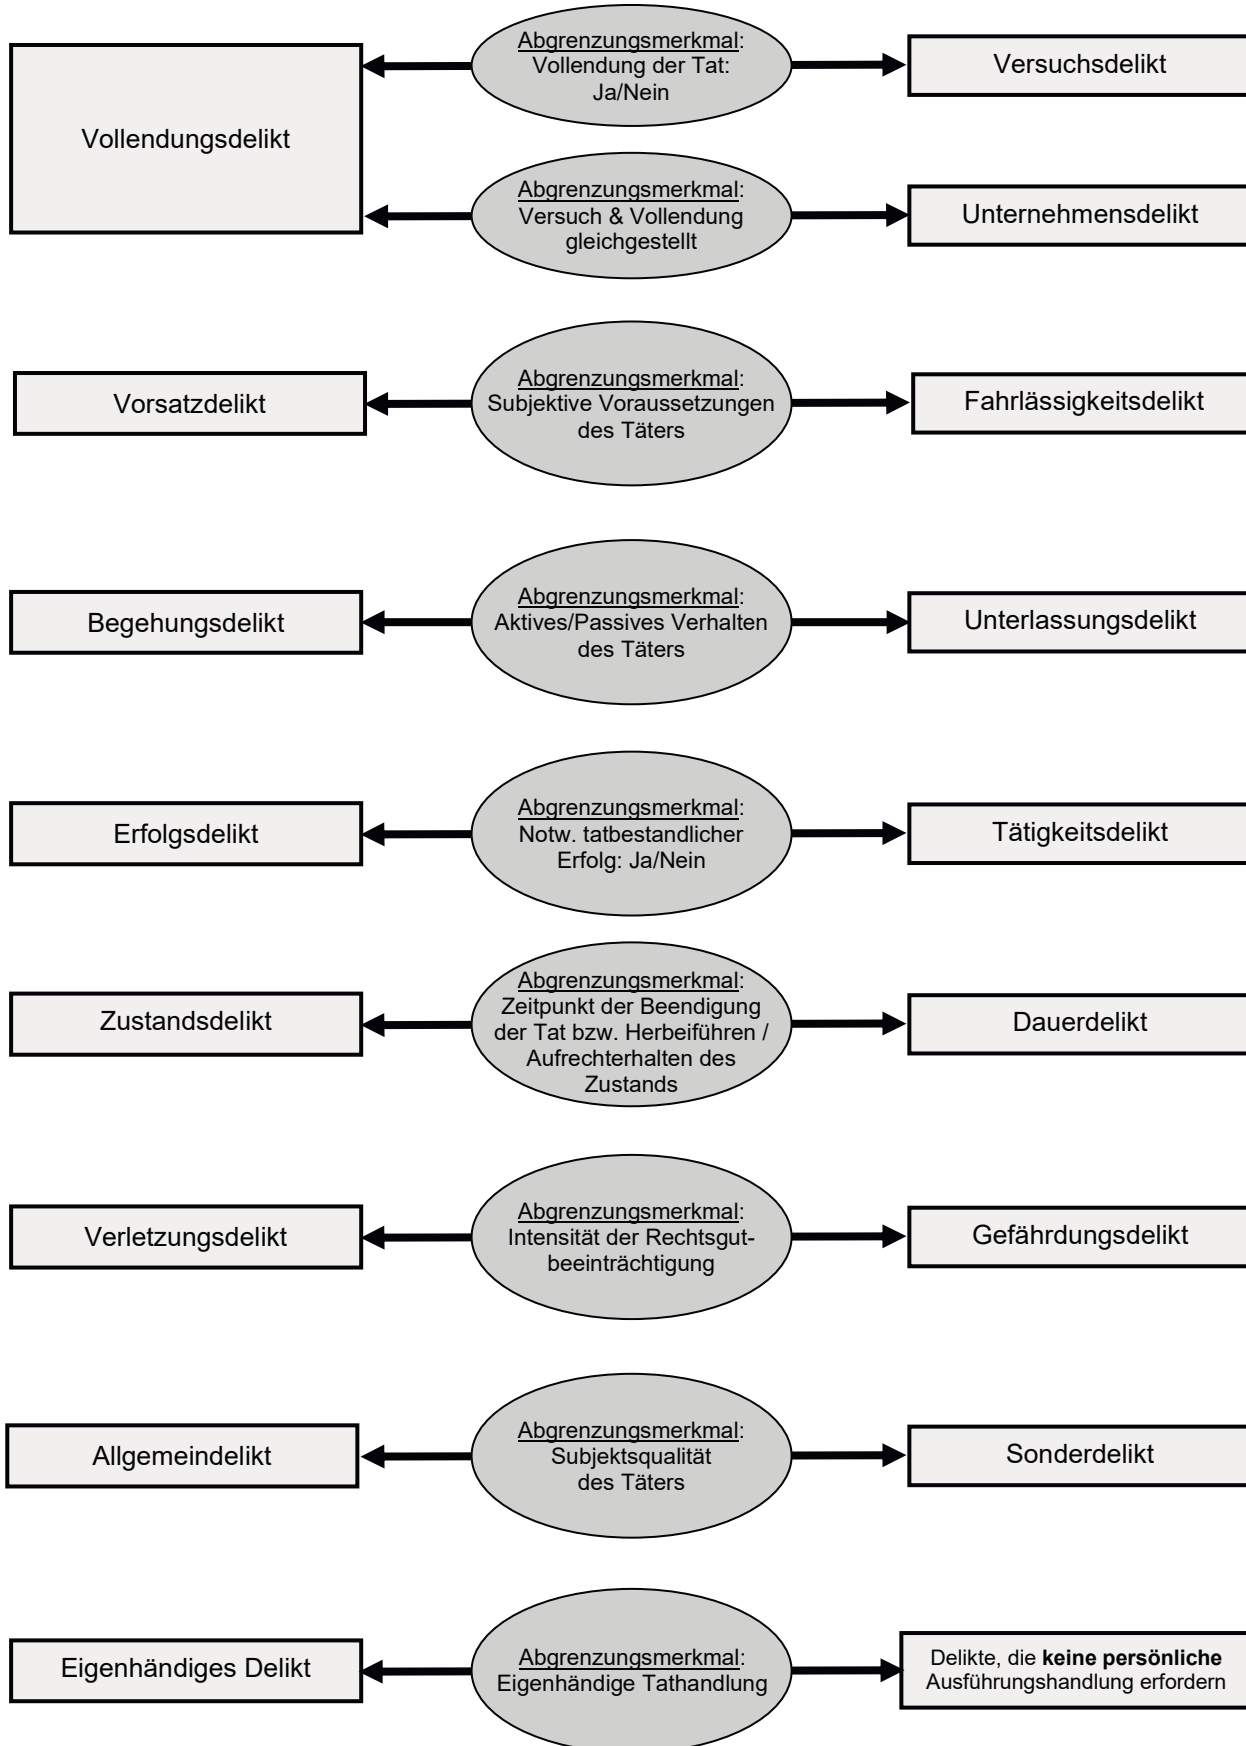 Vollendungsdelikt
Abgrenzungsmerkmal:
Vollendung der Tat:
Ja/Nein
Versuchsdelikt
Abgrenzungsmerkmal:
Versuch & Vollendung
gleichgestellt
Unternehmensdelikt
Vorsatzdelikt
Abgrenzungsmerkmal:
Subjektive Voraussetzungen
des Täters
Fahrlässigkeitsdelikt
Begehungsdelikt
Abgrenzungsmerkmal:
Aktives/Passives Verhalten
des Täters
Unterlassungsdelikt
Erfolgsdelikt
Abgrenzungsmerkmal:
Notw. tatbestandlicher
Erfolg: Ja/Nein
Tätigkeitsdelikt
Zustandsdelikt
Abgrenzungsmerkmal:
Zeitpunkt der Beendigung
der Tat bzw. Herbeiführen /
Aufrechterhalten des
Zustands
Dauerdelikt
Verletzungsdelikt
Abgrenzungsmerkmal:
Intensität der Rechtsgut-
beeinträchtigung
Gefährdungsdelikt
Allgemeindelikt
Abgrenzungsmerkmal:
Subjektsqualität
des Täters
Sonderdelikt
Eigenhändiges Delikt
Abgrenzungsmerkmal:
Eigenhändige Tathandlung
Delikte, die keine persönliche
Ausführungshandlung erfordern